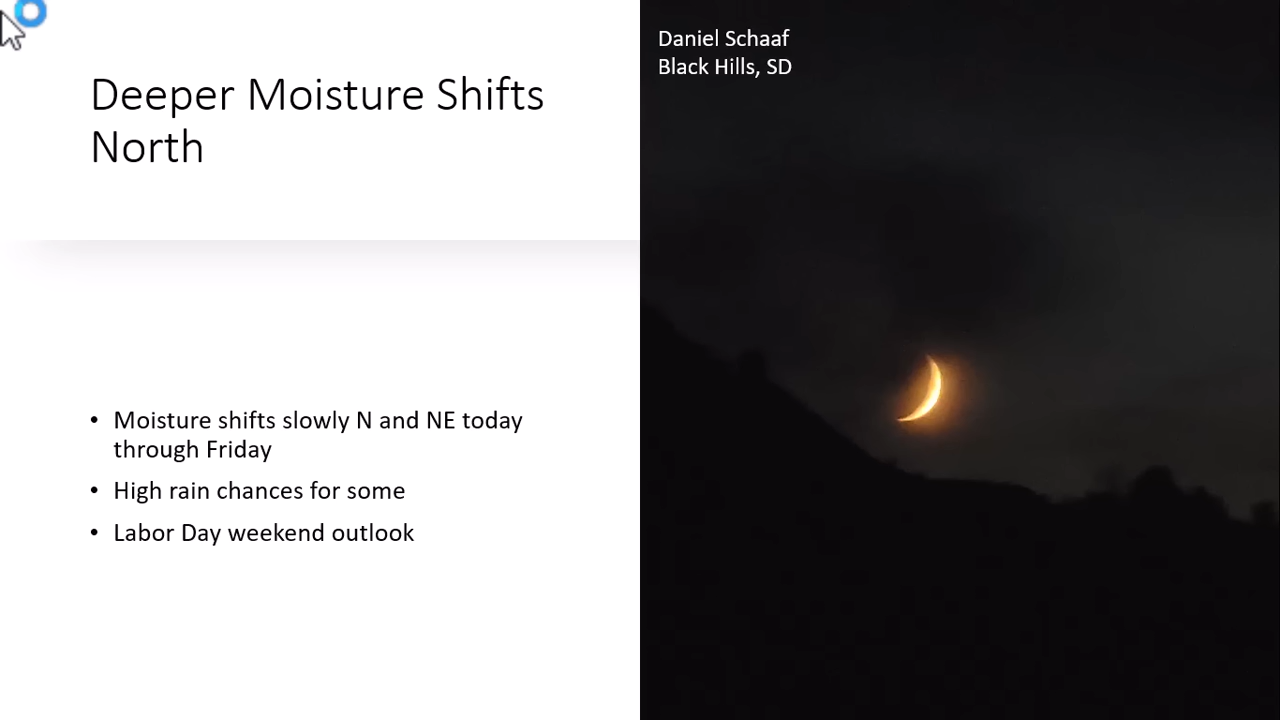 Deeper Moisture Shifts
North
• Moisture shifts slowly N and NE today
through Friday
• High rain chances for some
• Labor Day weekend outlook
Daniel Schaaf
Black Hills, SD